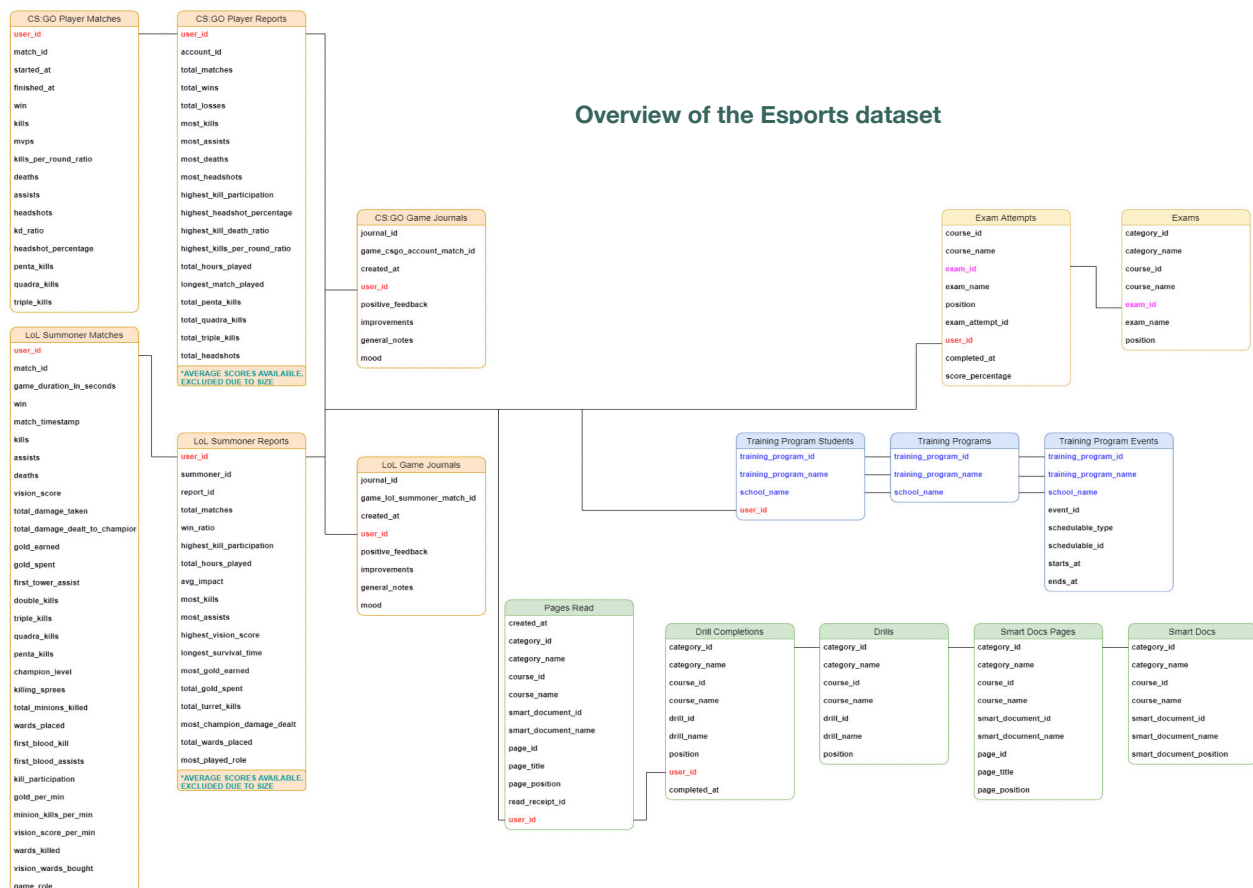 Overview of the Esports dataset
CS:GO Player Matches
user_id
match_id
started_at
finished_at
win
kills
mvps
kills_per_round_ratio
deaths
assists
headshots
kd_ratio
headshot_percentage
penta_kills
quadra_kills
triple_kills
CS:GO Player Reports
user_id
account_id
total_matches
total_wins
total_losses
most_kills
most_assists
most_deaths
most_headshots
highest_kill_participation
highest_headshot_percentage
highest_kill_death_ratio
highest_kills_per_round_ratio
total_hours_played
longest_match_played
total_penta_kills
total_quadra_kills
total_triple_kills
total_headshots
*AVERAGE SCORES AVAILABLE.
EXCLUDED DUE TO SIZE
CS:GO Game Journals
journal_id
game_csgo_account_match_id
created_at
user_id
positive_feedback
improvements
general_notes
mood
Exam Attempts
course_id
course_name
exam_id
exam_name
position
exam_attempt_id
user_id
completed_at
score_percentage
Exams
category_id
category_name
course_id
course_name
exam_id
exam_name
position
LoL Summoner Matches
user_id
match_id
game_duration_in_seconds
win
match_timestamp
kills
assists
deaths
vision_score
total_damage_taken
total_damage_dealt_to_champion
gold_earned
gold_spent
first_tower_assist
double_kills
triple_kills
quadra_kills
penta_kills
champion_level
killing_sprees
total_minions_killed
wards_placed
first_blood_kill
first_blood_assists
kill_participation
gold_per_min
minion_kills_per_min
vision_score_per_min
wards_killed
vision_wards_bought
game_role
LoL Summoner Reports
user_id
summoner_id
report_id
total_matches
win_ratio
highest_kill_participation
total_hours_played
avg_impact
most_kills
most_assists
highest_vision_score
longest_survival_time
most_gold_earned
total_gold_spent
total_turret_kills
most_champion_damage_dealt
total_wards_placed
most_played_role
*AVERAGE SCORES AVAILABLE.
EXCLUDED DUE TO SIZE
LoL Game Journals
journal_id
game_lol_summoner_match_id
created_at
user_id
positive_feedback
improvements
general_notes
mood
Training Program Students
training_program_id
training_program_name
school_name
user_id
Training Programs
training_program_id
training_program_name
school_name
Training Program Events
training_program_id
training_program_name
school_name
event_id
schedulable_type
schedulable_id
starts_at
ends_at
Pages Read
created_at
category_id
category_name
course_id
course_name
smart_document_id
smart_document_name
page_id
page_title
page_position
read_receipt_id
user_id
Drill Completions
category_id
category_name
course_id
course_name
drill_id
drill_name
position
user_id
completed_at
Drills
category_id
category_name
course_id
course_name
drill_id
drill_name
position
Smart Docs Pages
category_id
category_name
course_id
course_name
smart_document_id
smart_document_name
page_id
page_title
page_position
Smart Docs
category_id
category_name
course_id
course_name
smart_document_id
smart_document_name
smart_document_position